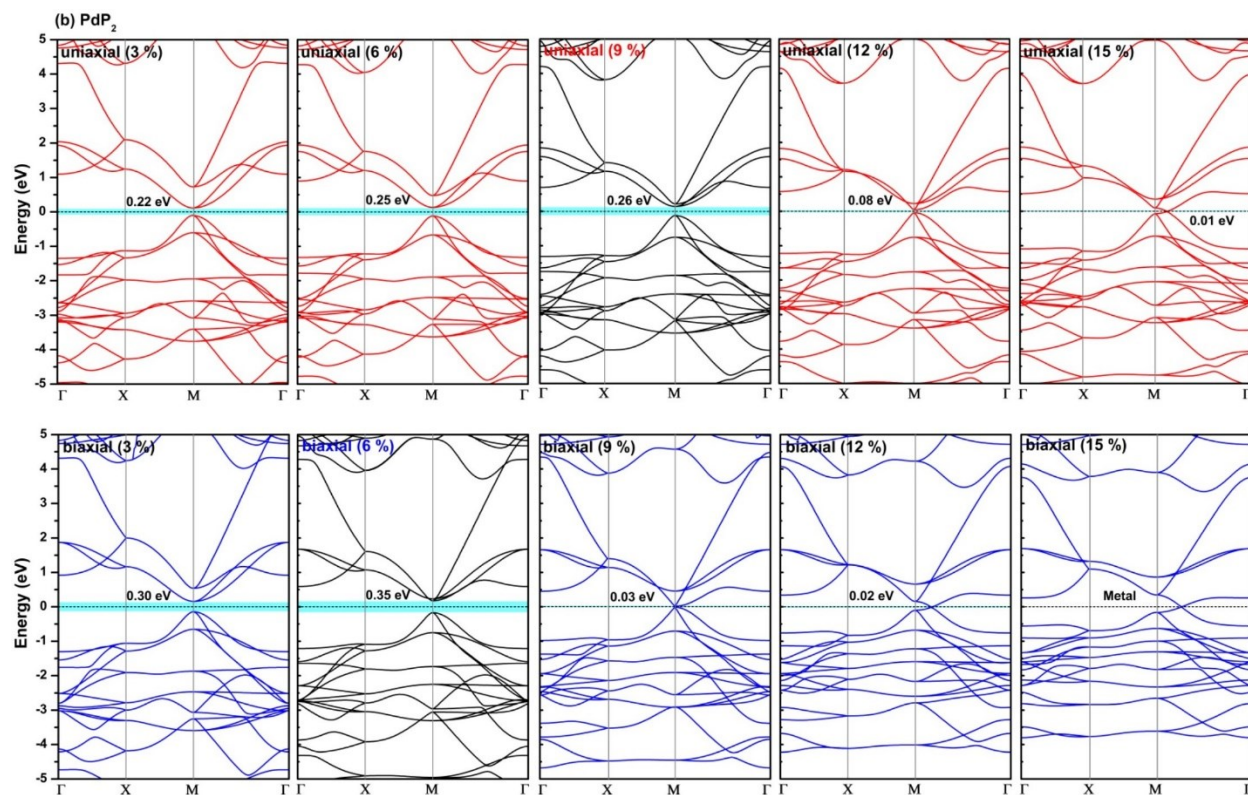 (b) PdP₂
uniaxial (3 %)
uniaxial (6 %)
uniaxial (9 %)
uniaxial (12 %)
uniaxial (15 %)
Energy (eV)
5
4
3
2
1
0
-1
-2
-3
-4
-5
0.22 eV
0.25 eV
0.26 eV
0.08 eV
0.01 eV
Γ X M Γ
Γ X M Γ
Γ X M Γ
Γ X M Γ
Γ X M Γ
biaxial (3 %)
biaxial (6 %)
biaxial (9 %)
biaxial (12 %)
biaxial (15 %)
Energy (eV)
5
4
3
2
1
0
-1
-2
-3
-4
-5
0.30 eV
0.35 eV
0.03 eV
0.02 eV
Metal
Γ X M Γ
Γ X M Γ
Γ X M Γ
Γ X M Γ
Γ X M Γ